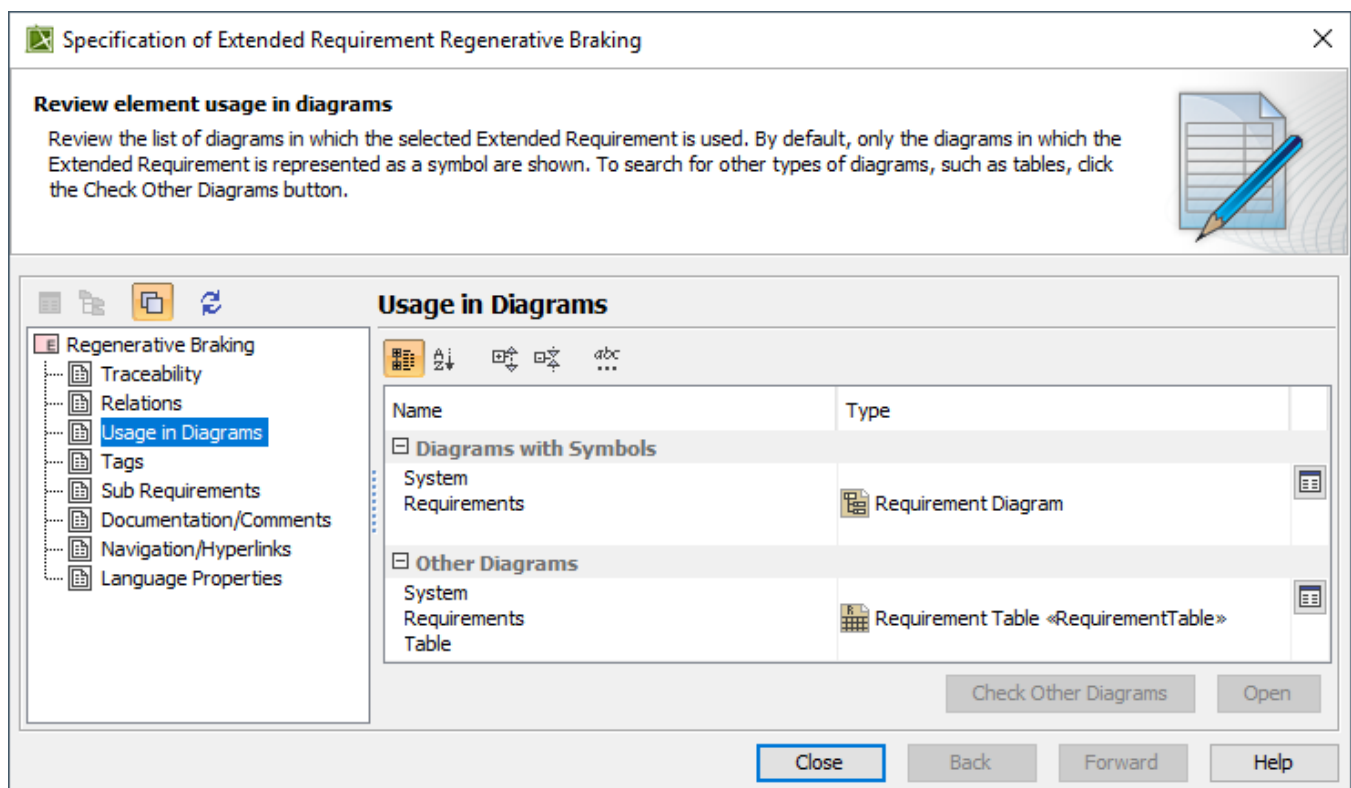 Specification of Extended Requirement Regenerative Braking
Review element usage in diagrams
Review the list of diagrams in which the selected Extended Requirement is used. By default, only the diagrams in which the
Extended Requirement is represented as a symbol are shown. To search for other types of diagrams, such as tables, click
the Check Other Diagrams button.
E Regenerative Braking
Traceability
Relations
Usage in Diagrams
Tags
Sub Requirements
Documentation/Comments
Navigation/Hyperlinks
Language Properties
Usage in Diagrams
A
Z
abc
...
Name Type
Diagrams with Symbols
System
Requirements
Requirement Diagram
Other Diagrams
System
Requirements
Table
R
Requirement Table «RequirementTable»
Check Other Diagrams Open
Close Back Forward Help